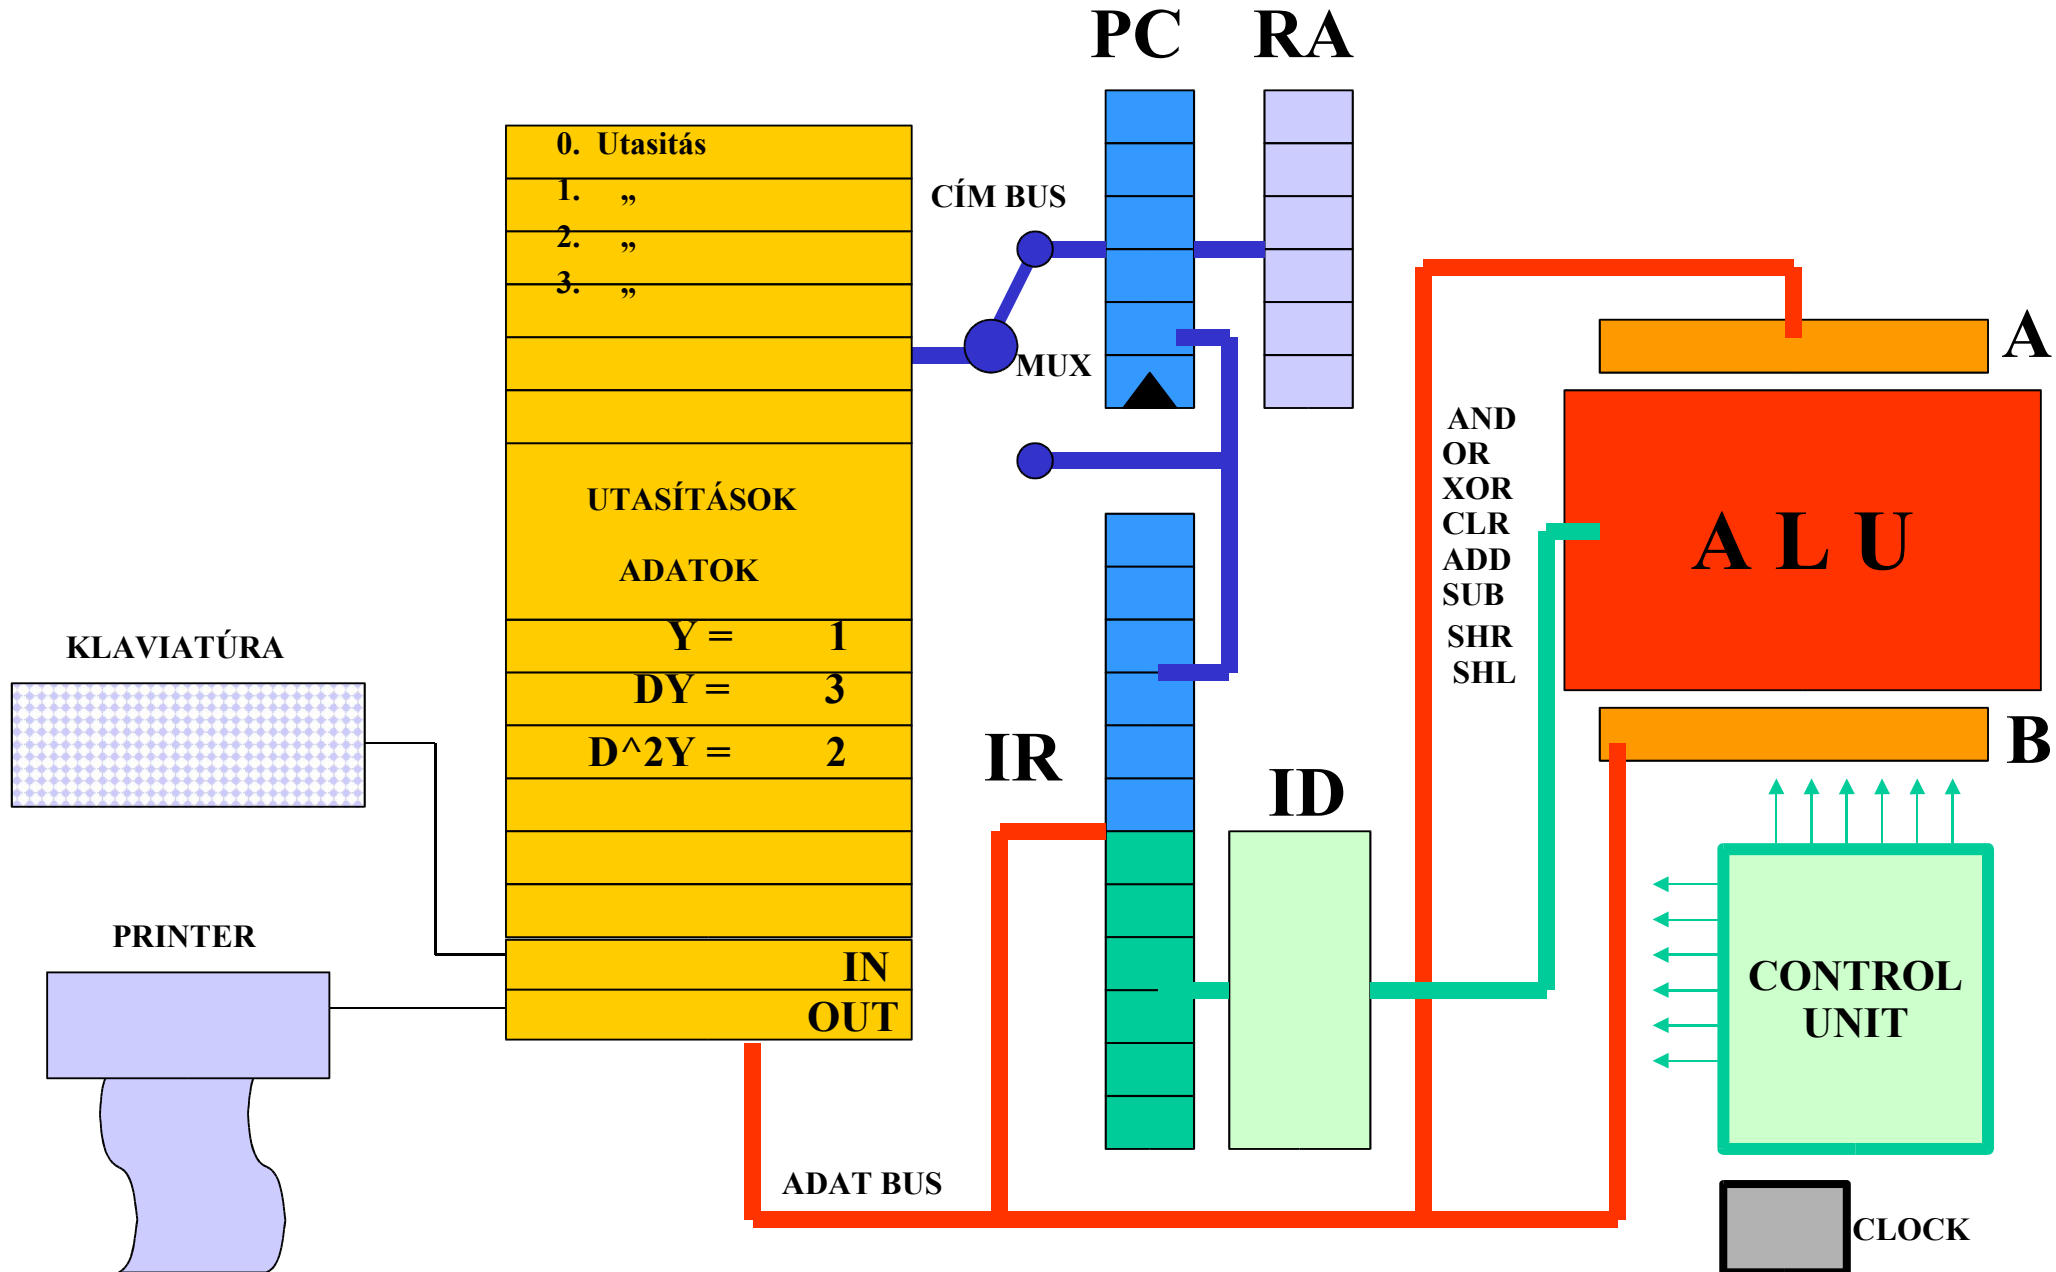 PC RA
0. Utasitás
1. „
2. „
3. „
CÍM BUS
MUX
A
AND
OR
XOR
CLR
ADD
SUB
SHR
SHL
A L U
UTASÍTÁSOK
ADATOK
Y = 1
DY = 3
D^2Y = 2
KLAVIATÚRA
IR
ID
B
PRINTER
IN
OUT
CONTROL
UNIT
ADAT BUS
CLOCK